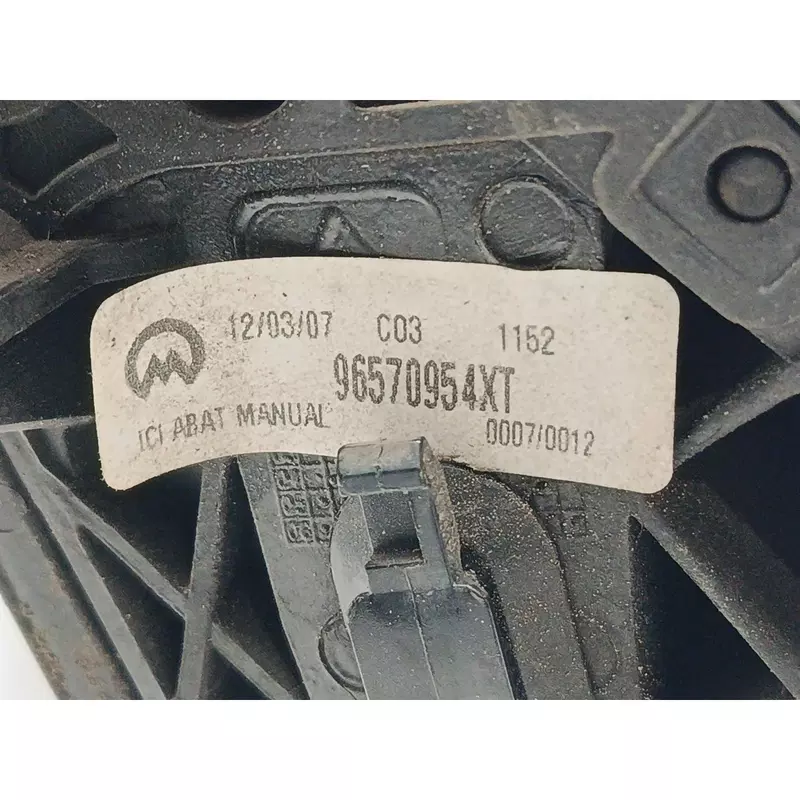 12/03/07 C03 1152
96570954XT
ICI ABAT MANUAL 0007/0012